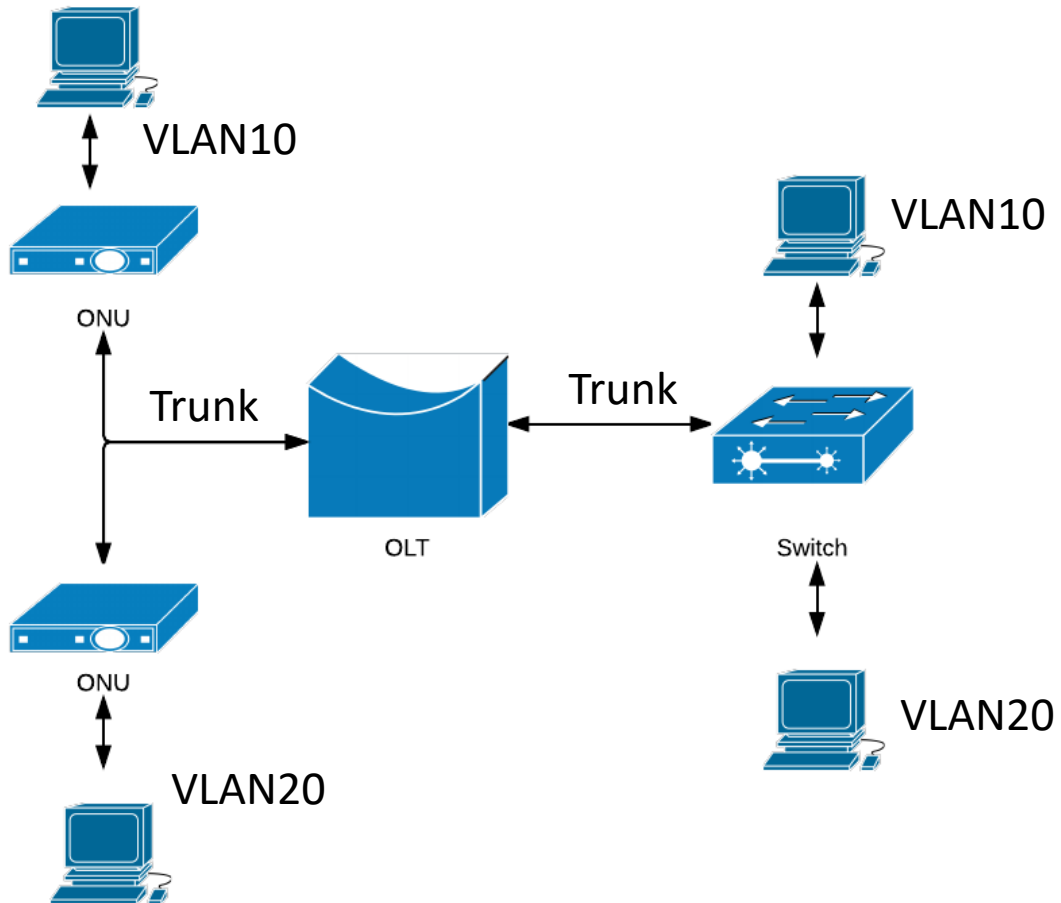 VLAN10
VLAN10
ONU
Trunk
Trunk
OLT
Switch
ONU
VLAN20
VLAN20